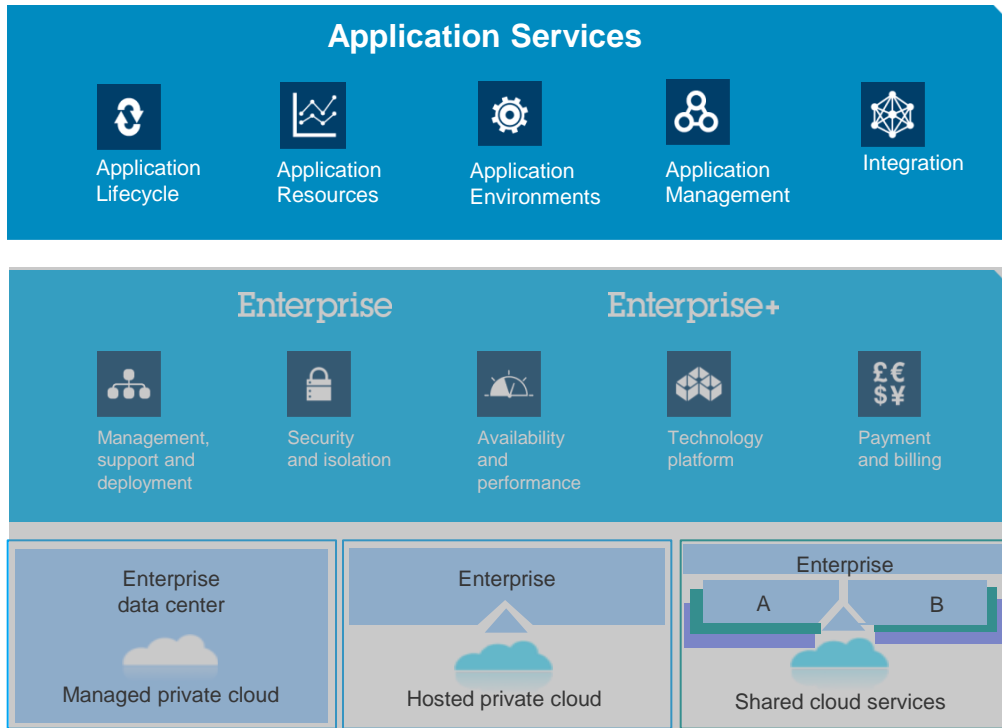 Application Services
Application
Lifecycle
Application
Resources
Application
Environments
Application
Management
Integration
Enterprise
Enterprise+
£€
$¥
Management,
support and
deployment
Security
and isolation
Availability
and
performance
Technology
platform
Payment
and billing
Enterprise
data center
Managed private cloud
Enterprise
Hosted private cloud
Enterprise
A
B
Shared cloud services